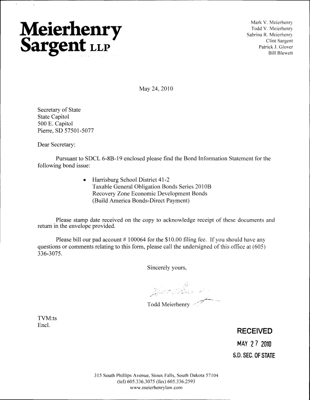 Meierhenry
Sargent LLP
Mark V. Meierhenry
Todd V. Meierhenry
Sabrina R. Meierhenry
Clint Sargent
Patrick J. Glover
Bill Blewett
May 24, 2010
Secretary of State
State Capitol
500 E. Capitol
Pierre, SD 57501-5077
Dear Secretary:
Pursuant to SDCL 6-8B-19 enclosed please find the Bond Information Statement for the
following bond issue:
• Harrisburg School District 41-2
Taxable General Obligation Bonds Series 2010B
Recovery Zone Economic Development Bonds
(Build America Bonds-Direct Payment)
Please stamp date received on the copy to acknowledge receipt of these documents and
return in the envelope provided.
Please bill our pad account # 100064 for the $10.00 filing fee. If you should have any
questions or comments relating to this form, please call the undersigned of this office at (605)
336-3075.
Sincerely yours,
Todd Meierhenry
TVM:ts
Encl.
RECEIVED
MAY 27 2010
S.D. SEC. OF STATE
315 South Phillips Avenue, Sioux Falls, South Dakota 57104
(tel) 605.336.3075 (fax) 605.336.2593
www.meierhenrylaw.com